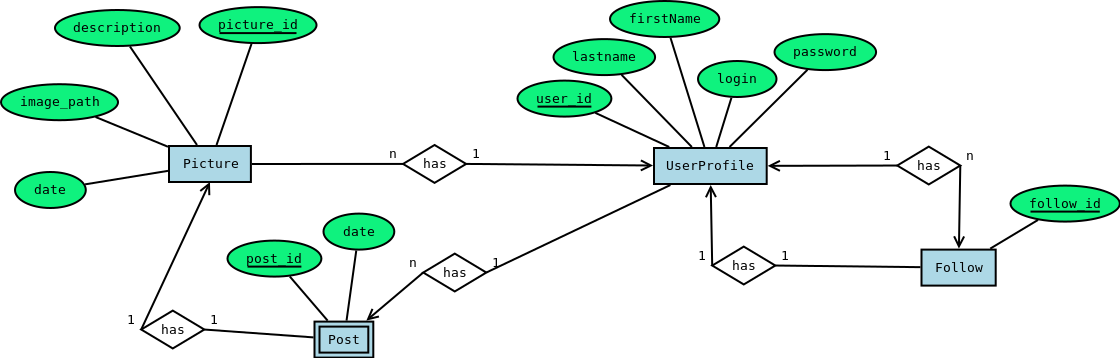 firstName
description
picture_id
lastname
password
login
image_path
user_id
n
has
1
Picture
UserProfile
1
has
n
date
follow_id
post_id
date
n
has
1
1
has
1
Follow
1
has
1
Post